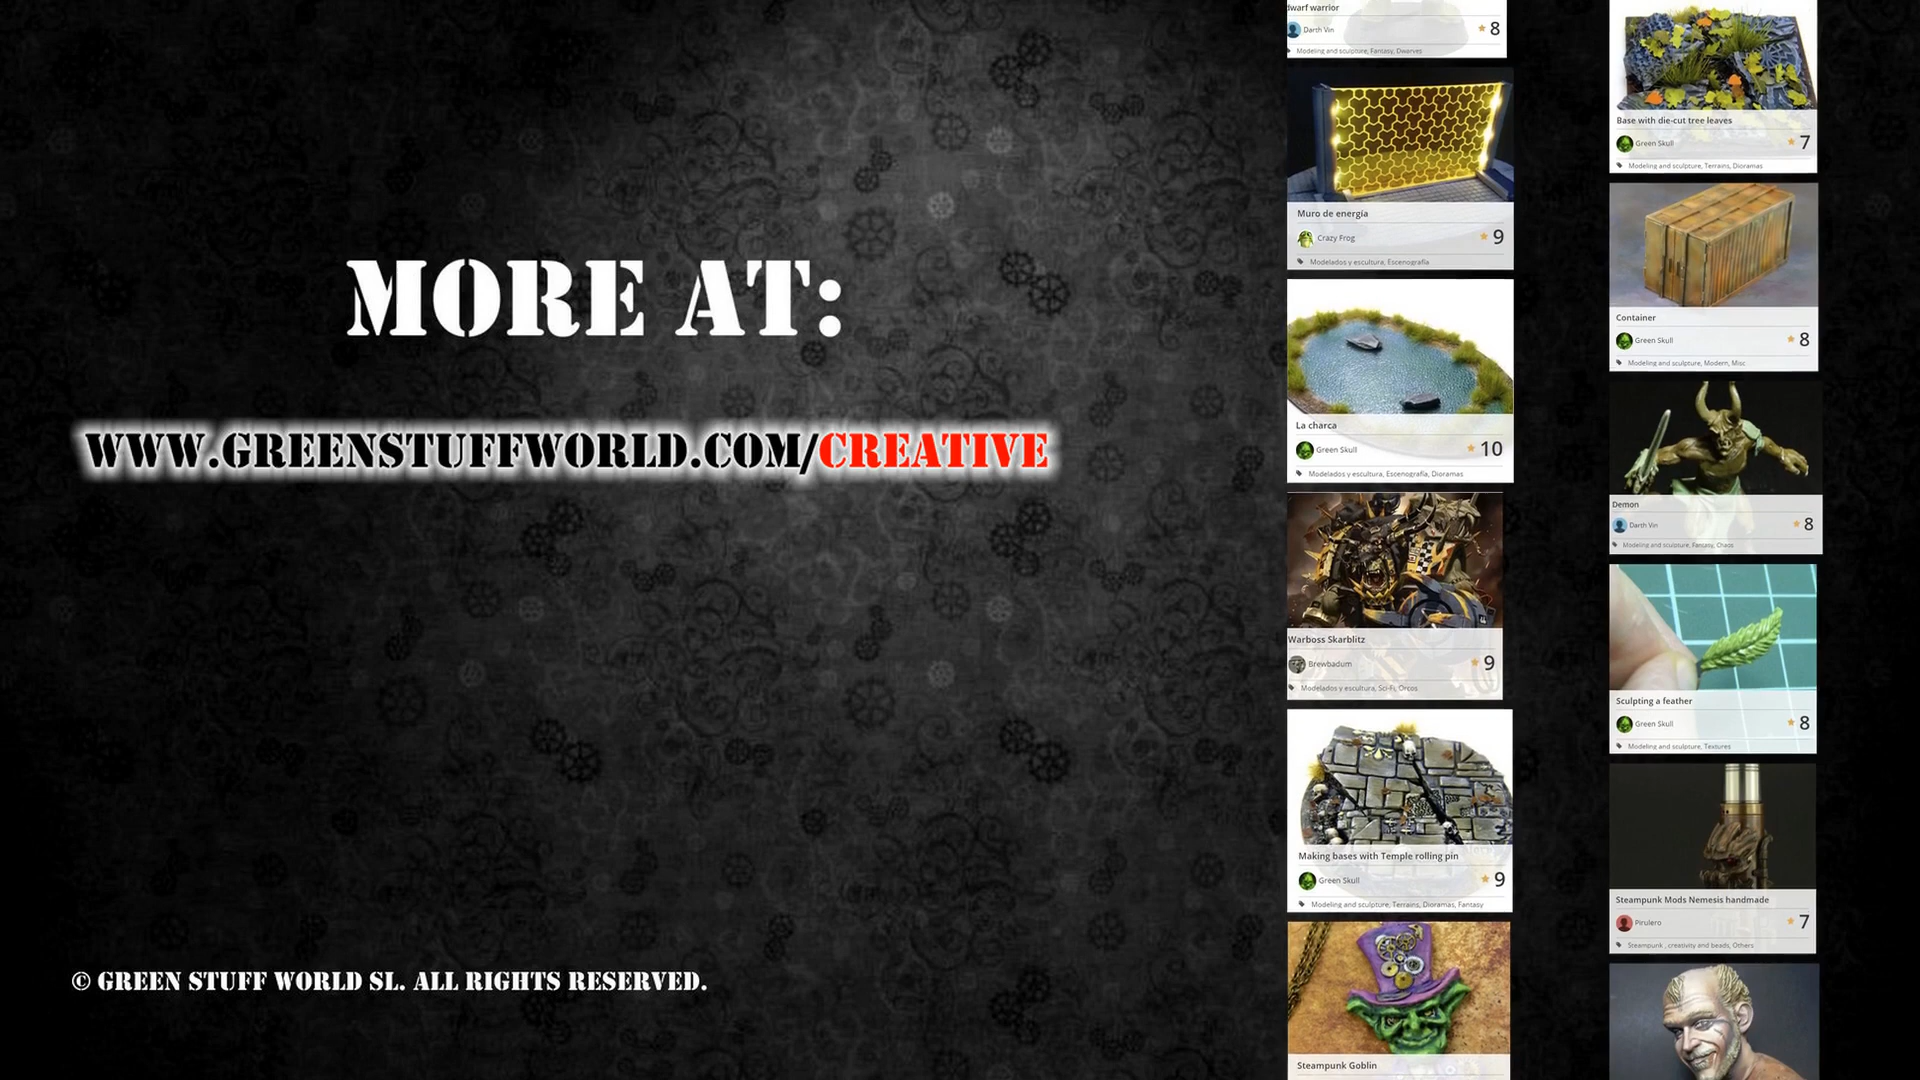 MORE AT:
WWW.GREENSTUFFWORLD.COM/CREATIVE
© GREEN STUFF WORLD SL. ALL RIGHTS RESERVED.
dwarf warrior
Darth Vin
8
Modeling and sculpture, Fantasy, Dwarves
Muro de energía
Crazy Frog
9
Modelados y escultura, Escenografía
La charca
Green Skull
10
Modelados y escultura, Escenografía, Dioramas
Warboss Skarblitz
Brewbadum
9
Modelados y escultura, Sci-Fi, Orcos
Making bases with Temple rolling pin
Green Skull
9
Modeling and sculpture, Terrains, Dioramas, Fantasy
Steampunk Goblin
Base with die-cut tree leaves
Green Skull
7
Modeling and sculpture, Terrains, Dioramas
Container
Green Skull
8
Modeling and sculpture, Modern, Misc
Demon
Darth Vin
8
Modeling and sculpture, Fantasy, Chaos
Sculpting a feather
Green Skull
8
Modeling and sculpture, Textures
Steampunk Mods Nemesis handmade
Pirulero
7
Steampunk , creativity and beads, Others